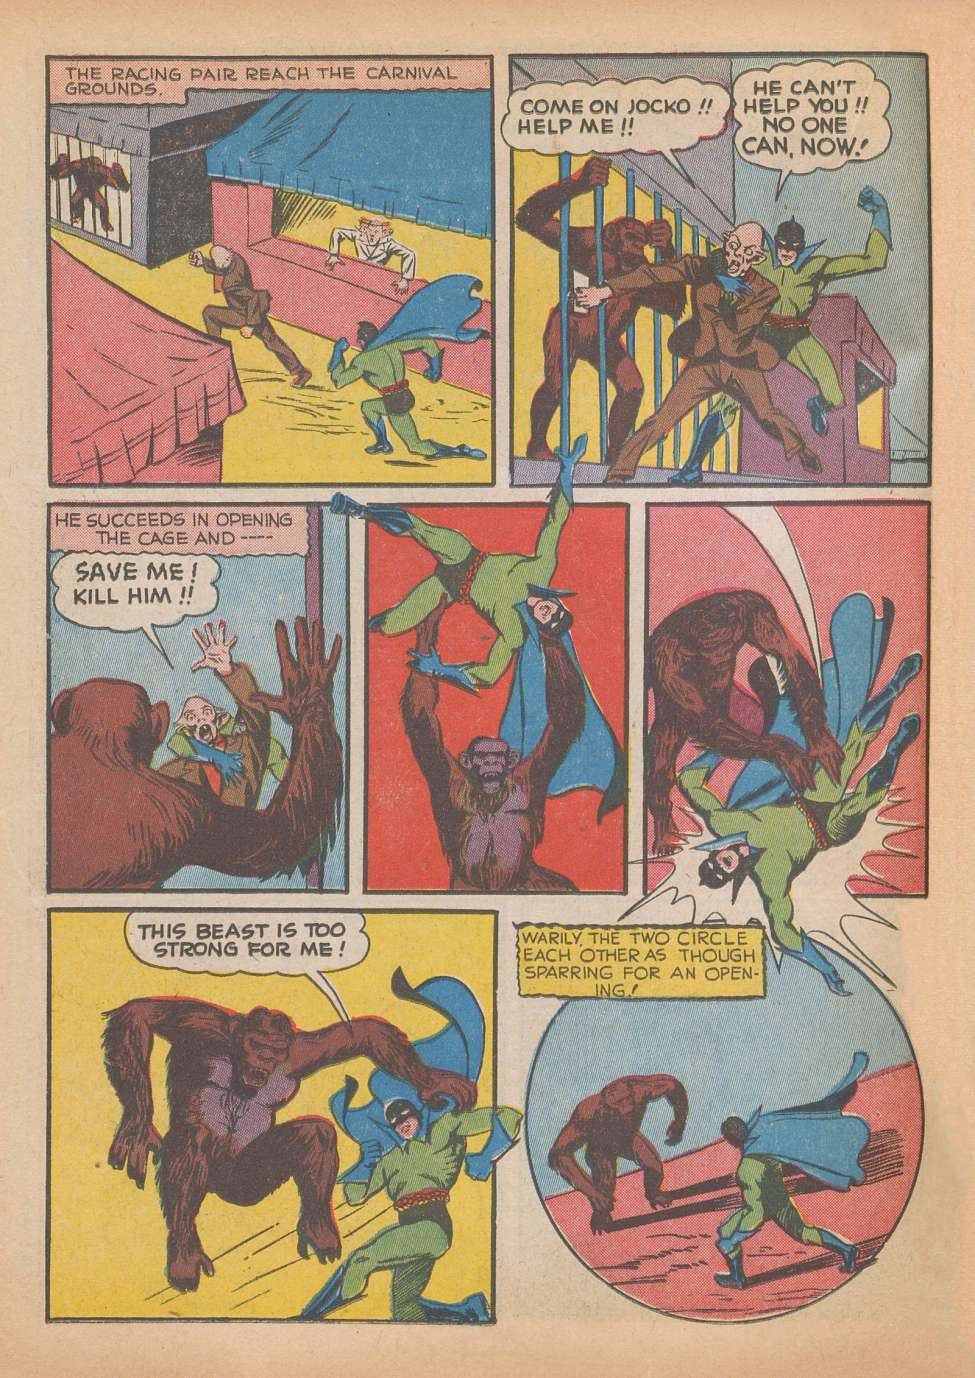 THE RACING PAIR REACH THE CARNIVAL
GROUNDS.
COME ON JOCKO!!
HELP ME!!
HE CAN'T
HELP YOU!!
NO ONE
CAN, NOW!
HE SUCCEEDS IN OPENING
THE CAGE AND ----
SAVE ME!
KILL HIM!!
THIS BEAST IS TOO
STRONG FOR ME!
WARILY, THE TWO CIRCLE
EACH OTHER AS THOUGH
SPARRING FOR AN OPEN-
ING!